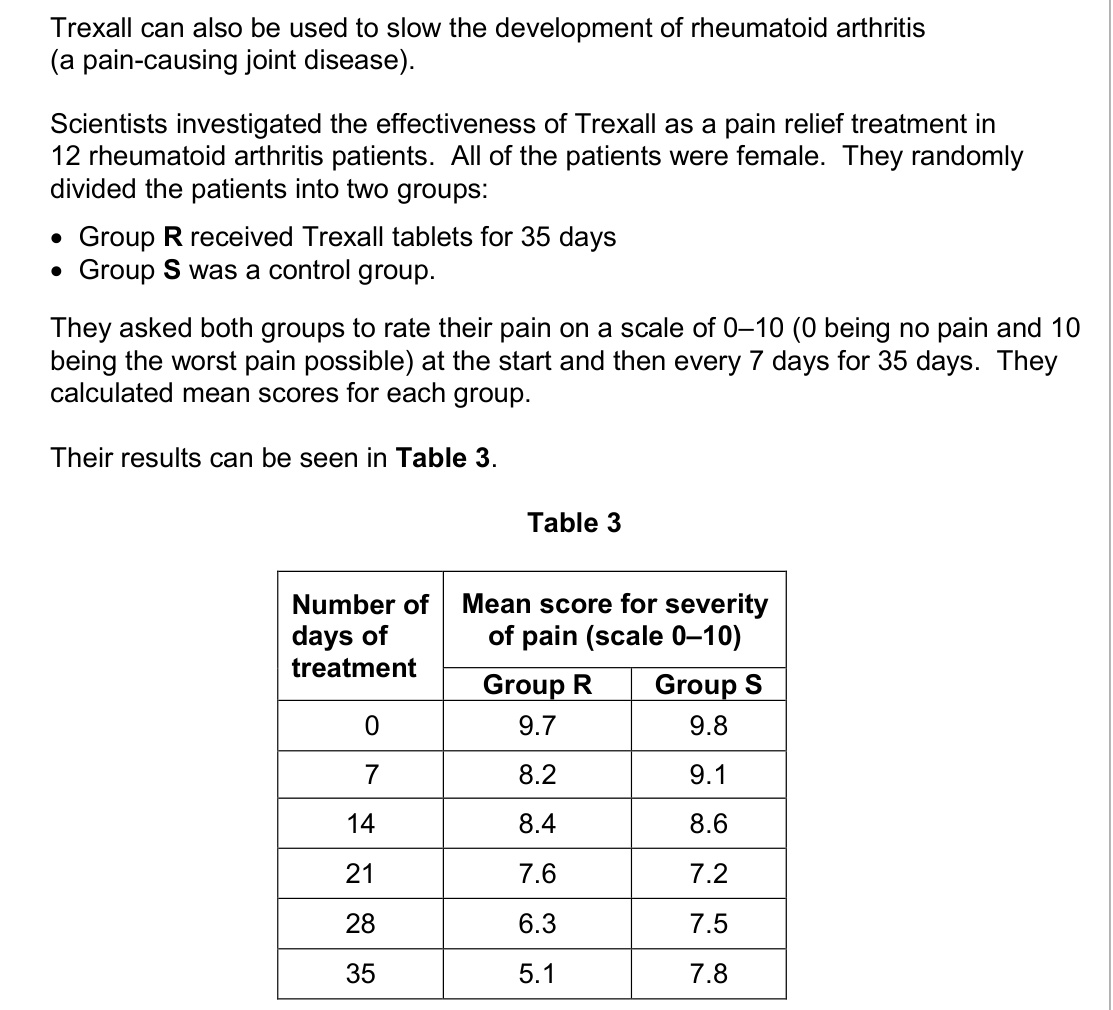 Trexall can also be used to slow the development of rheumatoid arthritis
(a pain-causing joint disease).
Scientists investigated the effectiveness of Trexall as a pain relief treatment in
12 rheumatoid arthritis patients.  All of the patients were female.  They randomly
divided the patients into two groups:
• Group R received Trexall tablets for 35 days
• Group S was a control group.
They asked both groups to rate their pain on a scale of 0–10 (0 being no pain and 10
being the worst pain possible) at the start and then every 7 days for 35 days.  They
calculated mean scores for each group.
Their results can be seen in Table 3.
Table 3
Number of
days of
treatment
Mean score for severity
of pain (scale 0–10)
Group R Group S
0 9.7 9.8
7 8.2 9.1
14 8.4 8.6
21 7.6 7.2
28 6.3 7.5
35 5.1 7.8